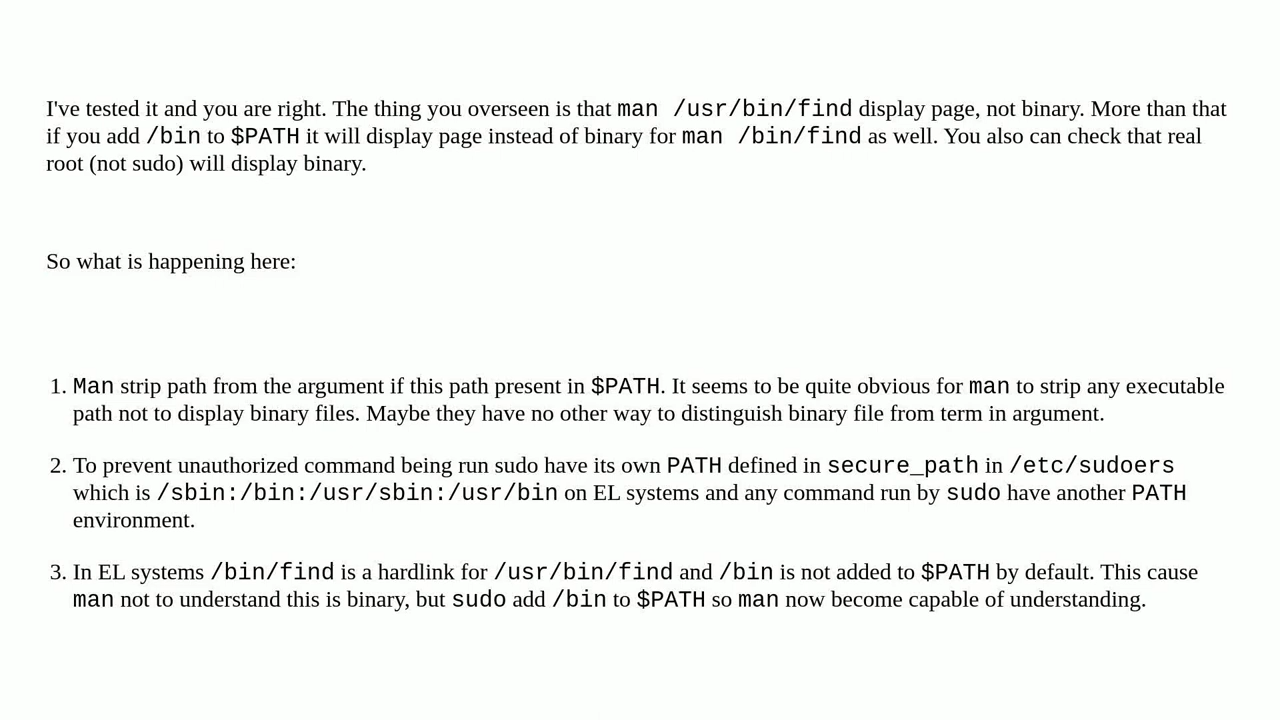 I've tested it and you are right. The thing you overseen is that man /usr/bin/find display page, not binary. More than that
if you add /bin to $PATH it will display page instead of binary for man /bin/find as well. You also can check that real
root (not sudo) will display binary.
So what is happening here:
1. Man strip path from the argument if this path present in $PATH. It seems to be quite obvious for man to strip any executable
path not to display binary files. Maybe they have no other way to distinguish binary file from term in argument.
2. To prevent unauthorized command being run sudo have its own PATH defined in secure_path in /etc/sudoers
which is /sbin:/bin:/usr/sbin:/usr/bin on EL systems and any command run by sudo have another PATH
environment.
3. In EL systems /bin/find is a hardlink for /usr/bin/find and /bin is not added to $PATH by default. This cause
man not to understand this is binary, but sudo add /bin to $PATH so man now become capable of understanding.